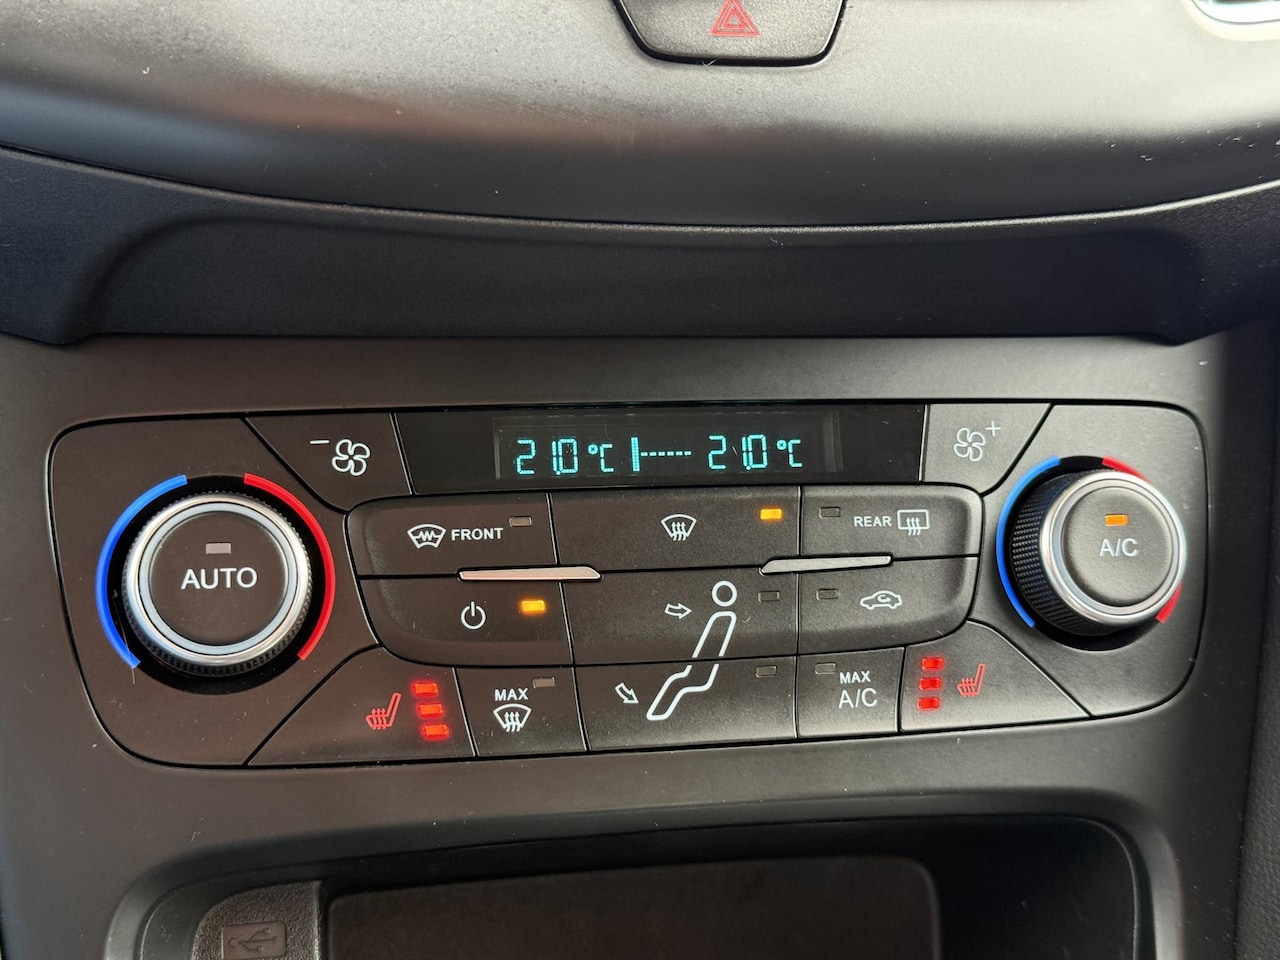 21.0°C 21.0°C
FRONT
REAR
AUTO
A/C
MAX
MAX
A/C